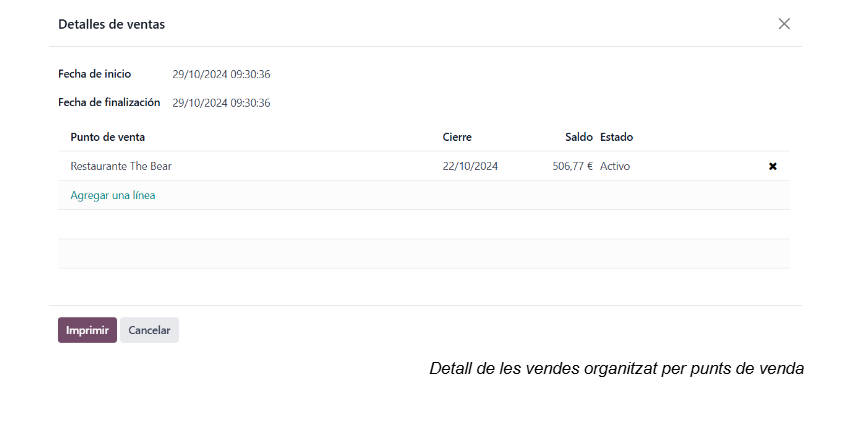 Detalles de ventas
Fecha de inicio 29/10/2024 09:30:36
Fecha de finalización 29/10/2024 09:30:36
Punto de venta Cierre Saldo Estado
Restaurante The Bear 22/10/2024 506,77 € Activo
Agregar una línea
Imprimir Cancelar
Detall de les vendes organitzat per punts de venda